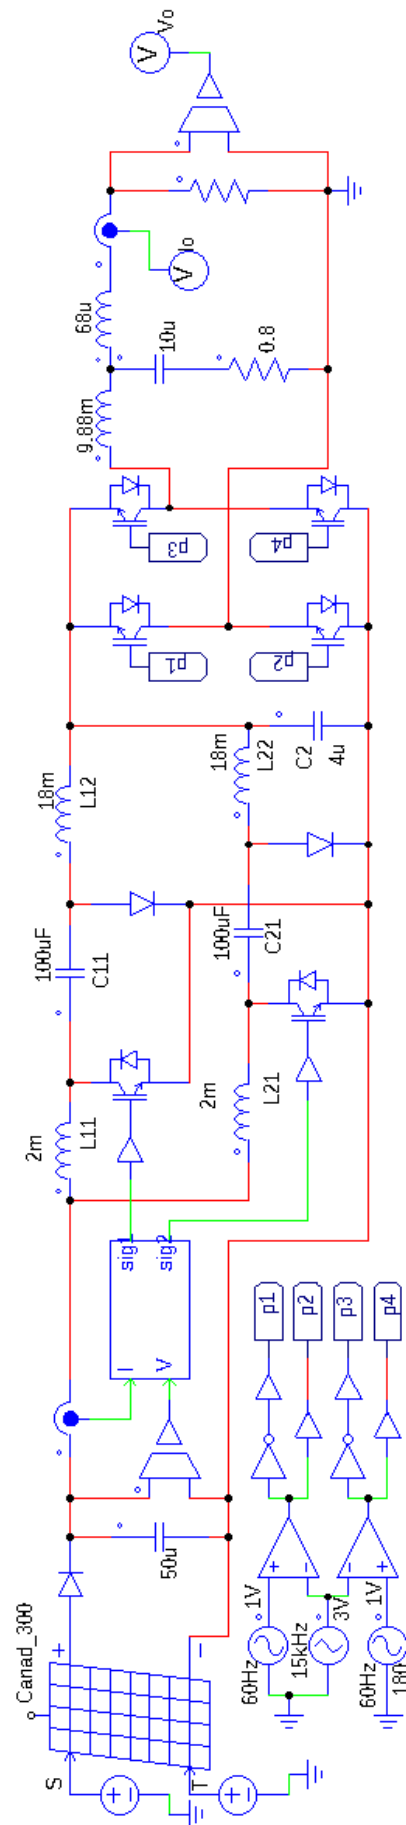 Canad_300
S
+
T
-
50u
I
V
sig1
sig2
2m
L11
100uF
C11
18m
L12
2m
L21
100uF
C21
18m
L22
C2
4u
p1
p2
p3
p4
9.88m
68u
10u
0.8
V
Io
V
Vo
60Hz
1V
15kHz
3V
60Hz
1V
180
p1
p2
p3
p4